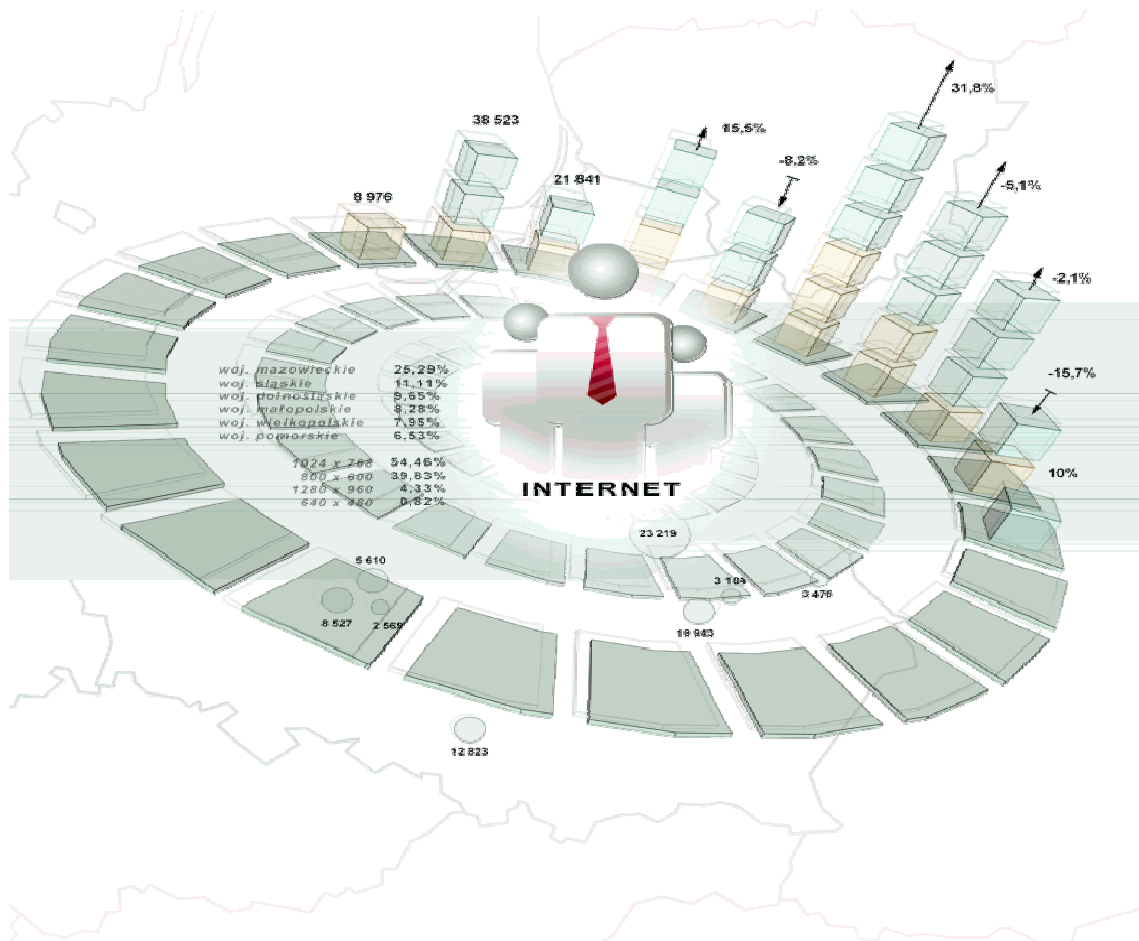 31,8%
38 523
15,5%
-8,2%
21 841
-5,1%
8 976
-2,1%
-15,7%
woj. mazowieckie 25,29%
woj. śląskie 11,11%
woj. dolnośląskie 9,65%
woj. małopolskie 8,28%
woj. wielkopolskie 7,95%
woj. pomorskie 6,53%
1024 x 768 54,46%
800 x 600 39,83%
1280 x 960 4,33%
640 x 480 0,82%
10%
INTERNET
23 219
5 610
3 104
3 476
8 527
2 569
12 823